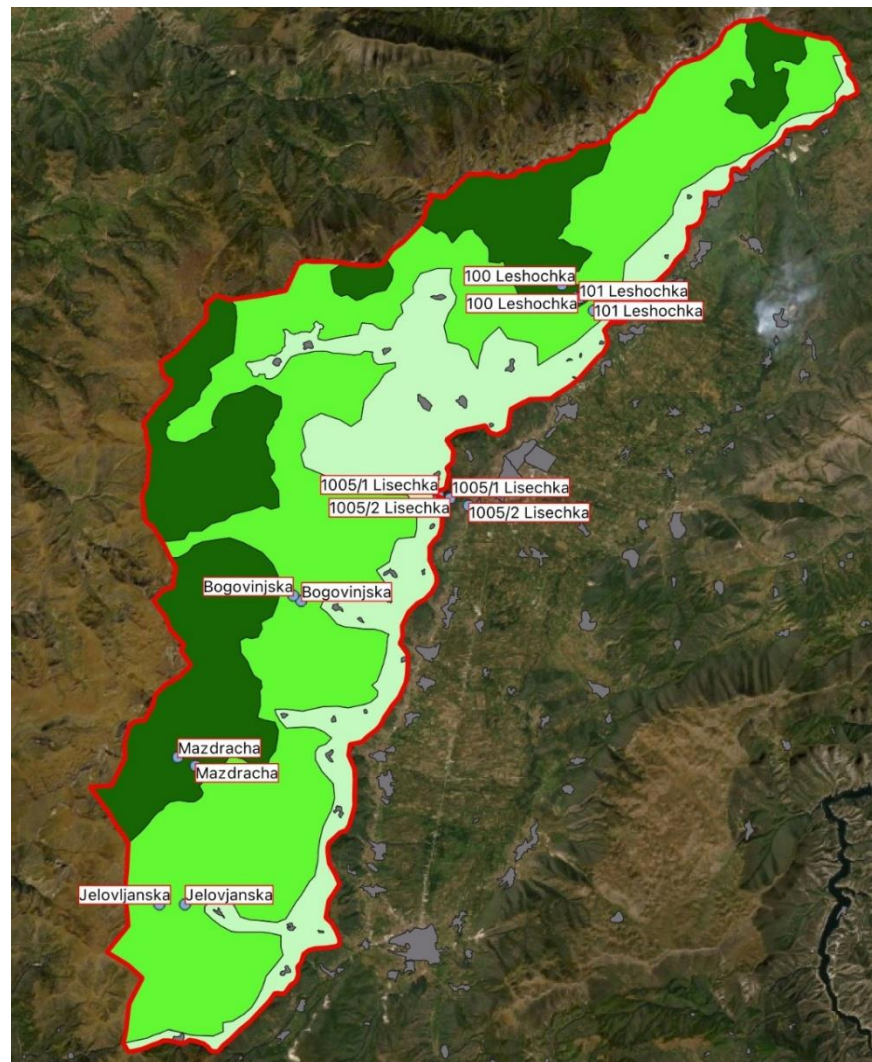 100 Leshochka
101 Leshochka
100 Leshochka
101 Leshochka
1005/1 Lisechka
1005/1 Lisechka
1005/2 Lisechka
1005/2 Lisechka
Bogovinjska
Bogovinjska
Mazdracha
Mazdracha
Jelovljanska
Jelovjanska